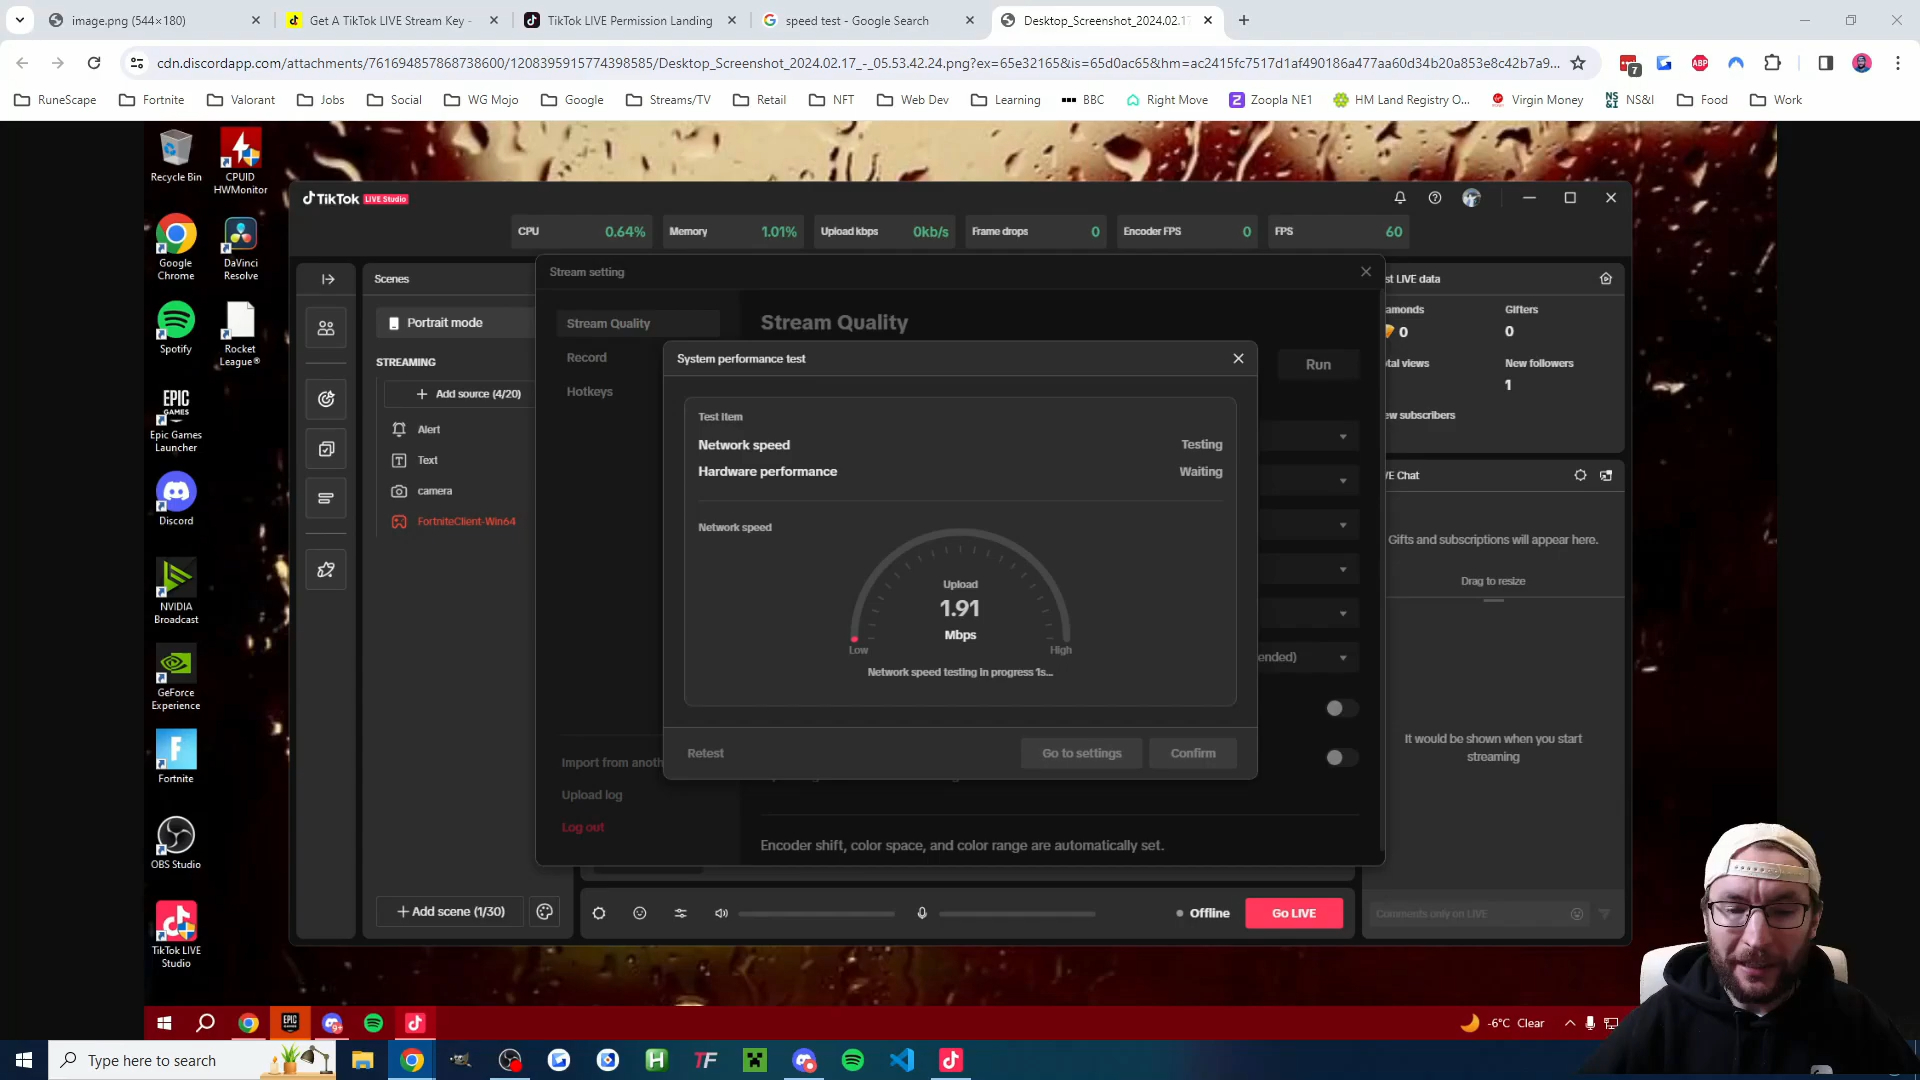 image.png (544×180)
Get A TikTok LIVE Stream Key -
TikTok LIVE Permission Landing
speed test - Google Search
Desktop_Screenshot_2024.02.17
cdn.discordapp.com/attachments/761694857868738600/1208395915774398585/Desktop_Screenshot_2024.02.17_-_05.53.42.24.png?ex=65e32165&is=65d0ac65&hm=ac2415fc7517d1af490186a477aa60d34b20a853e8c42b7a9...
7
ABP
RuneScape
Fortnite
Valorant
Jobs
Social
WG Mojo
Google
Streams/TV
Retail
NFT
Web Dev
Learning
BBC
Right Move
Zoopla NE1
HM Land Registry O...
Virgin Money
NS&I
Food
Work
Recycle Bin
CPUID HWMonitor
Google Chrome
DaVinci Resolve
Spotify
Rocket League®
EPIC GAMES
Epic Games Launcher
Discord
NVIDIA Broadcast
GeForce Experience
Fortnite
OBS Studio
TikTok LIVE Studio
TikTok LIVE Studio
CPU 0.64%
Memory 1.01%
Upload kbps 0kb/s
Frame drops 0
Encoder FPS 0
FPS 60
Scenes
Portrait mode
STREAMING
+ Add source (4/20)
Alert
Text
camera
FortniteClient-Win64
+ Add scene (1/30)
Stream setting
Stream Quality
Record
Hotkeys
Import from anoth
Upload log
Log out
Stream Quality
Run
ended)
Encoder shift, color space, and color range are automatically set.
System performance test
Test Item
Network speed Testing
Hardware performance Waiting
Network speed
Upload
1.91
Mbps
Low High
Network speed testing in progress 1s...
Retest
Go to settings
Confirm
st LIVE data
amonds
Gifters
0
0
tal views
New followers
1
ew subscribers
VE Chat
Gifts and subscriptions will appear here.
Drag to resize
It would be shown when you start
streaming
Offline
Go LIVE
Comments only on LIVE
-6°C Clear
Type here to search